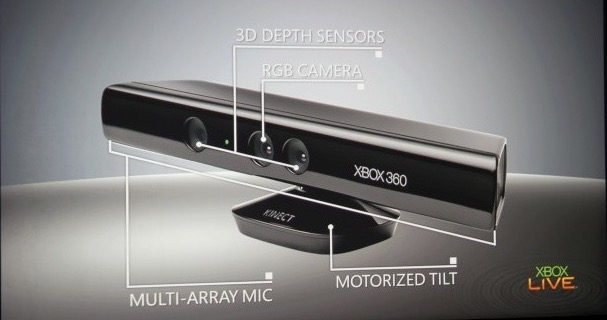 3D DEPTH SENSORS
RGB CAMERA
XBOX 360
KINECT
MOTORIZED TILT
MULTI-ARRAY MIC
XBOX
LIVE